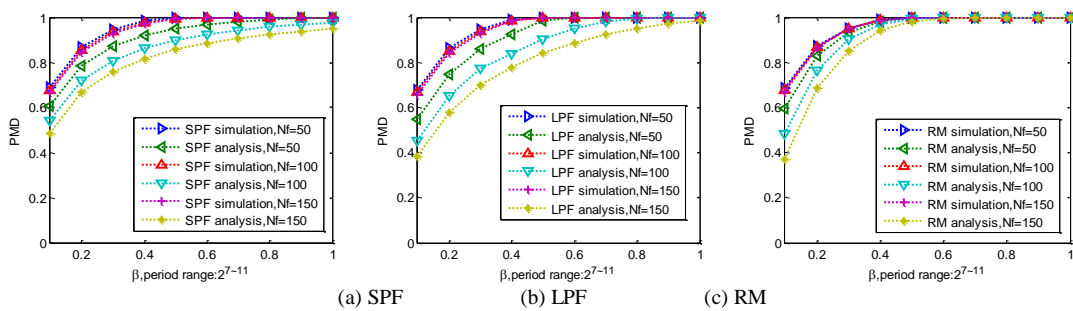 1
0.8
0.6
0.4
0.2
0
PMD
0.2
0.4
0.6
0.8
1
β,period range:2^7~11
SPF simulation,Nf=50
SPF analysis,Nf=50
SPF simulation,Nf=100
SPF analysis,Nf=100
SPF simulation,Nf=150
SPF analysis,Nf=150
(a) SPF
1
0.8
0.6
0.4
0.2
0
PMD
0.2
0.4
0.6
0.8
1
β,period range:2^7~11
LPF simulation,Nf=50
LPF analysis,Nf=50
LPF simulation,Nf=100
LPF analysis,Nf=100
LPF simulation,Nf=150
LPF analysis,Nf=150
(b) LPF
1
0.8
0.6
0.4
0.2
0
PMD
0.2
0.4
0.6
0.8
1
β,period range:2^7~11
RM simulation,Nf=50
RM analysis,Nf=50
RM simulation,Nf=100
RM analysis,Nf=100
RM simulation,Nf=150
RM analysis,Nf=150
(c) RM